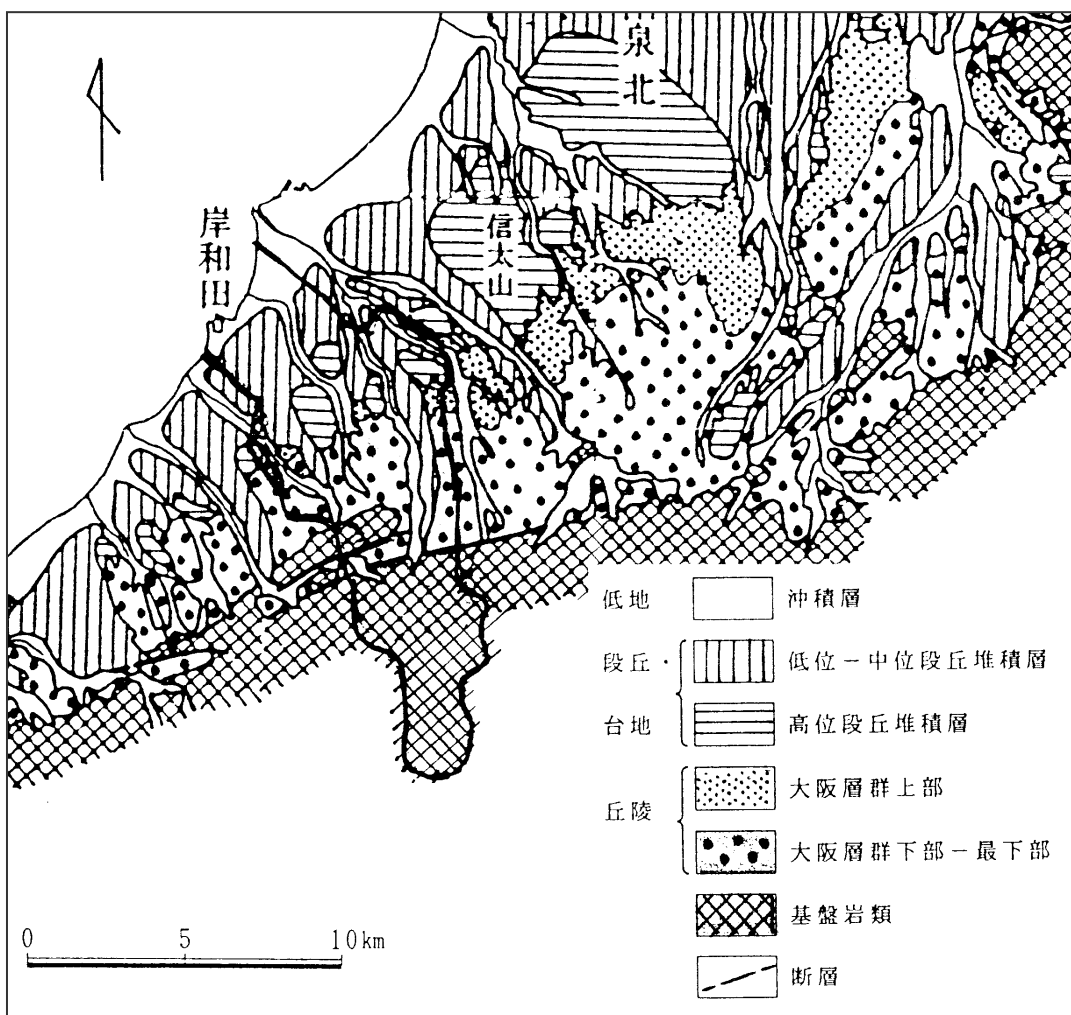 泉北
信太山
岸和田
低地 沖積層
段丘・台地
低位－中位段丘堆積層
高位段丘堆積層
丘陵
大阪層群上部
大阪層群下部－最下部
基盤岩類
断層
0 5 10km